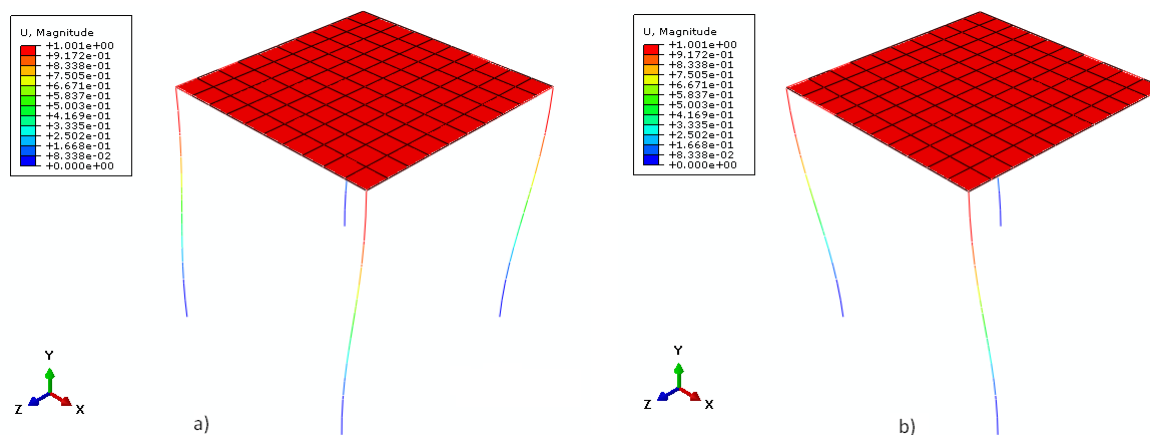 U, Magnitude
+1.001e+00
+9.172e-01
+8.338e-01
+7.505e-01
+6.671e-01
+5.837e-01
+5.003e-01
+4.169e-01
+3.335e-01
+2.502e-01
+1.668e-01
+8.338e-02
+0.000e+00
Y
Z
X
a)
U, Magnitude
+1.001e+00
+9.172e-01
+8.338e-01
+7.505e-01
+6.671e-01
+5.837e-01
+5.003e-01
+4.169e-01
+3.335e-01
+2.502e-01
+1.668e-01
+8.338e-02
+0.000e+00
Y
Z
X
b)